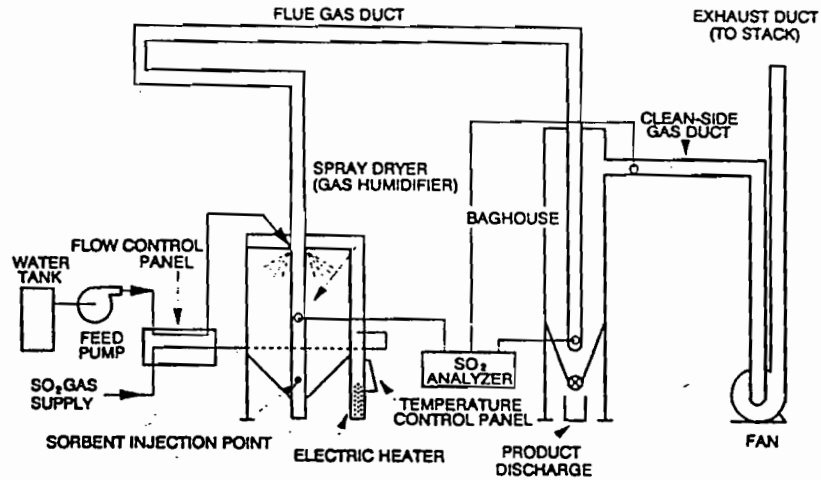 FLUE GAS DUCT
EXHAUST DUCT
(TO STACK)
CLEAN-SIDE
GAS DUCT
SPRAY DRYER
(GAS HUMIDIFIER)
BAGHOUSE
FLOW CONTROL
PANEL
WATER
TANK
FEED
PUMP
SO₂ GAS
SUPPLY
SO₂
ANALYZER
TEMPERATURE
CONTROL PANEL
SORBENT INJECTION POINT
ELECTRIC HEATER
PRODUCT
DISCHARGE
FAN